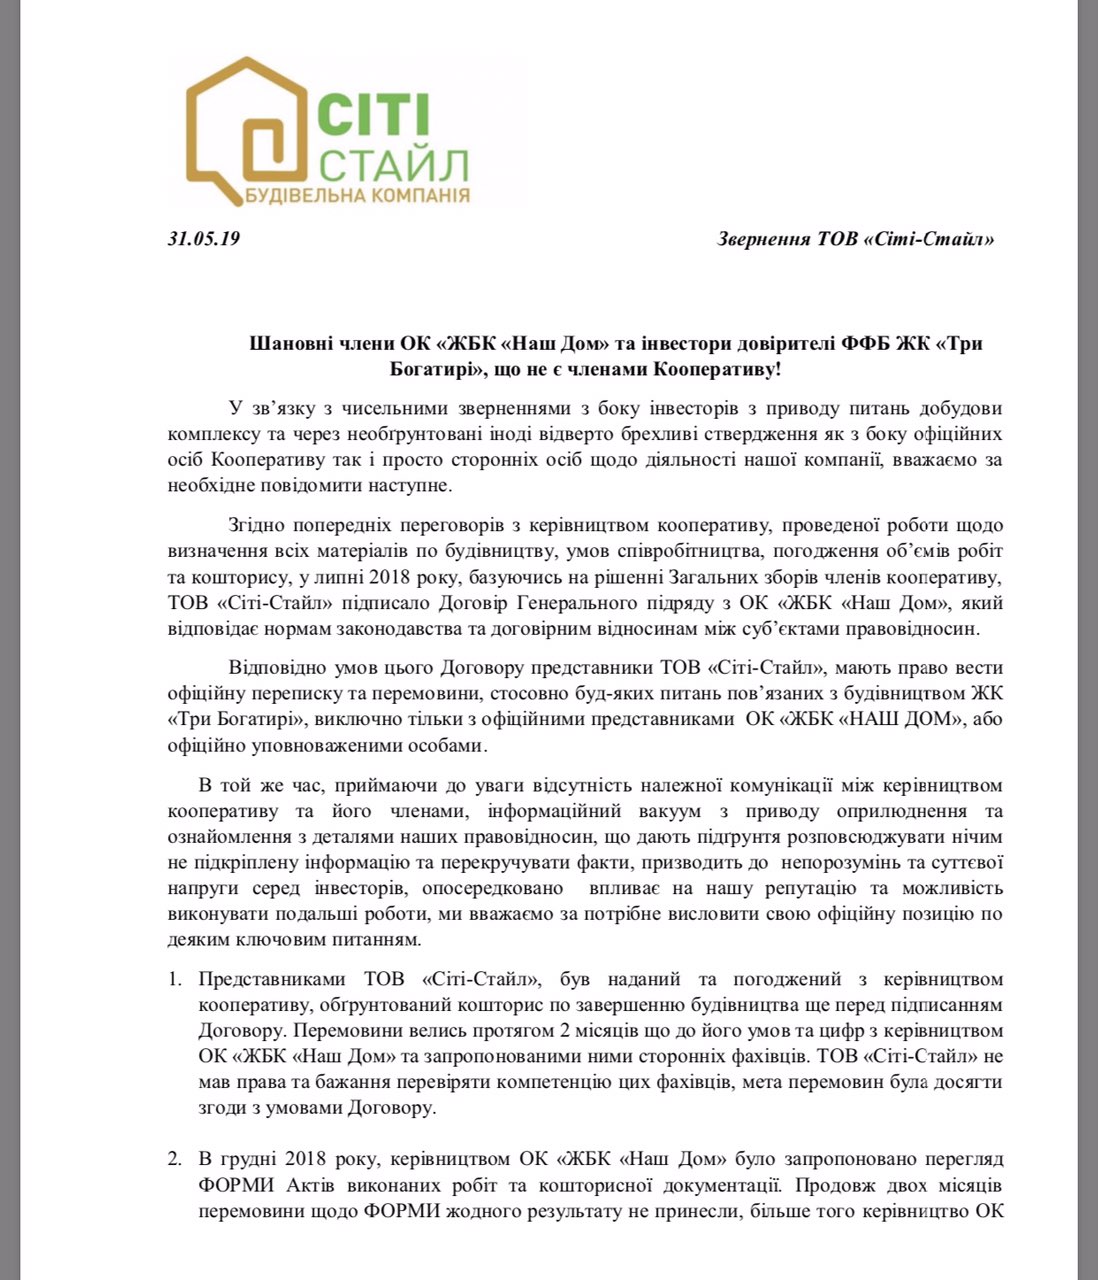 СІТІ
СТАЙЛ
БУДІВЕЛЬНА КОМПАНІЯ
31.05.19 Звернення ТОВ «Сіті-Стайл»
Шановні члени ОК «ЖБК «Наш Дом» та інвестори довірителі ФФБ ЖК «Три
Богатирі», що не є членами Кооперативу!
У зв’язку з чисельними зверненнями з боку інвесторів з приводу питань добудови
комплексу та через необґрунтовані іноді відверто брехливі ствердження як з боку офіційних
осіб Кооперативу так і просто сторонніх осіб щодо діяльності нашої компанії, вважаємо за
необхідне повідомити наступне.
Згідно попередніх переговорів з керівництвом кооперативу, проведеної роботи щодо
визначення всіх матеріалів по будівництву, умов співробітництва, погодження об’ємів робіт
та кошторису, у липні 2018 року, базуючись на рішенні Загальних зборів членів кооперативу,
ТОВ «Сіті-Стайл» підписало Договір Генерального підряду з ОК «ЖБК «Наш Дом», який
відповідає нормам законодавства та договірним відносинам між суб’єктами правовідносин.
Відповідно умов цього Договору представники ТОВ «Сіті-Стайл», мають право вести
офіційну переписку та перемовини, стосовно буд-яких питань пов’язаних з будівництвом ЖК
«Три Богатирі», виключно тільки з офіційними представниками ОК «ЖБК «НАШ ДОМ», або
офіційно уповноваженими особами.
В той же час, приймаючи до уваги відсутність належної комунікації між керівництвом
кооперативу та його членами, інформаційний вакуум з приводу оприлюднення та
ознайомлення з деталями наших правовідносин, що дають підґрунтя розповсюджувати нічим
не підкріплену інформацію та перекручувати факти, призводить до непорозумінь та суттєвої
напруги серед інвесторів, опосередковано впливає на нашу репутацію та можливість
виконувати подальші роботи, ми вважаємо за потрібне висловити свою офіційну позицію по
деяким ключовим питанням.
1. Представниками ТОВ «Сіті-Стайл», був наданий та погоджений з керівництвом
кооперативу, обґрунтований кошторис по завершенню будівництва ще перед підписанням
Договору. Перемовини велись протягом 2 місяців що до його умов та цифр з керівництвом
ОК «ЖБК «Наш Дом» та запропонованими ними сторонніх фахівців. ТОВ «Сіті-Стайл» не
мав права та бажання перевіряти компетенцію цих фахівців, мета перемовин була досягти
згоди з умовами Договору.
2. В грудні 2018 року, керівництвом ОК «ЖБК «Наш Дом» було запропоновано перегляд
ФОРМИ Актів виконаних робіт та кошторисної документації. Продовж двох місяців
перемовини щодо ФОРМИ жодного результату не принесли, більше того керівництво ОК